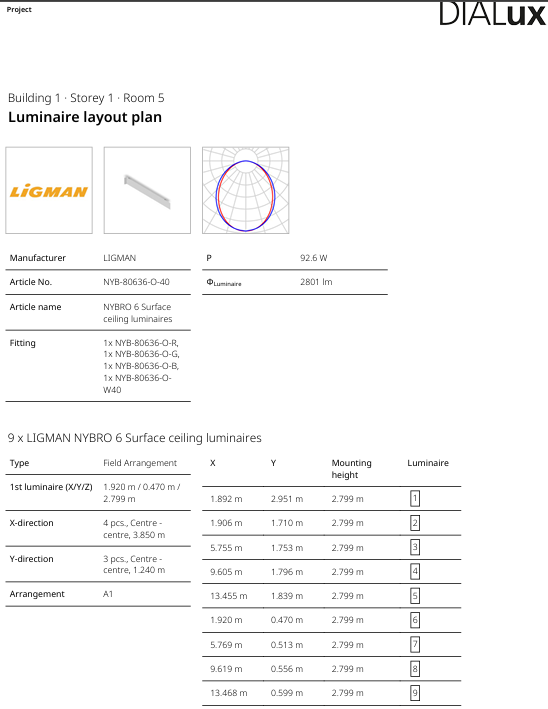 Project
DIALux
Building 1 · Storey 1 · Room 5
Luminaire layout plan
LiGMAN
Manufacturer LIGMAN P 92.6 W
Article No. NYB-80636-O-40 ΦLuminaire 2801 lm
Article name NYBRO 6 Surface
ceiling luminaires
Fitting 1x NYB-80636-O-R,
1x NYB-80636-O-G,
1x NYB-80636-O-B,
1x NYB-80636-O-
W40
9 x LIGMAN NYBRO 6 Surface ceiling luminaires
Type Field Arrangement
1st luminaire (X/Y/Z) 1.920 m / 0.470 m /
2.799 m
X-direction 4 pcs., Centre -
centre, 3.850 m
Y-direction 3 pcs., Centre -
centre, 1.240 m
Arrangement A1
X Y Mounting Luminaire
height
1.892 m 2.951 m 2.799 m 1
1.906 m 1.710 m 2.799 m 2
5.755 m 1.753 m 2.799 m 3
9.605 m 1.796 m 2.799 m 4
13.455 m 1.839 m 2.799 m 5
1.920 m 0.470 m 2.799 m 6
5.769 m 0.513 m 2.799 m 7
9.619 m 0.556 m 2.799 m 8
13.468 m 0.599 m 2.799 m 9